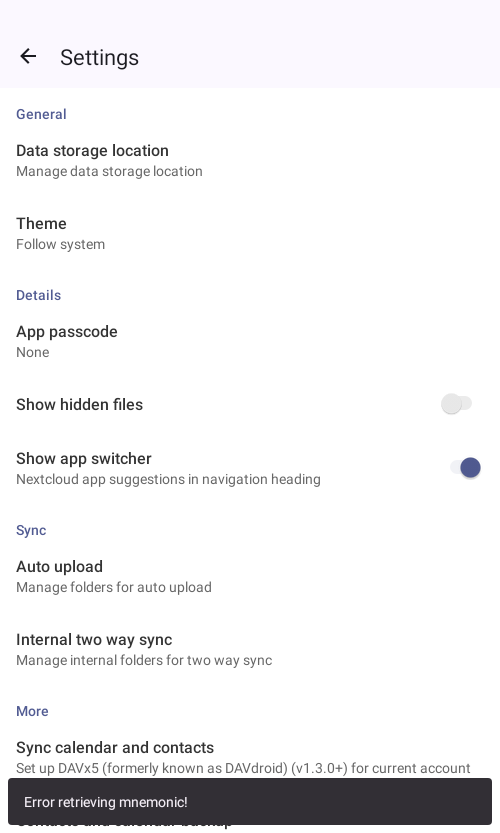 Settings
General
Data storage location
Manage data storage location
Theme
Follow system
Details
App passcode
None
Show hidden files
Show app switcher
Nextcloud app suggestions in navigation heading
Sync
Auto upload
Manage folders for auto upload
Internal two way sync
Manage internal folders for two way sync
More
Sync calendar and contacts
Set up DAVx5 (formerly known as DAVdroid) (v1.3.0+) for current account
Error retrieving mnemonic!